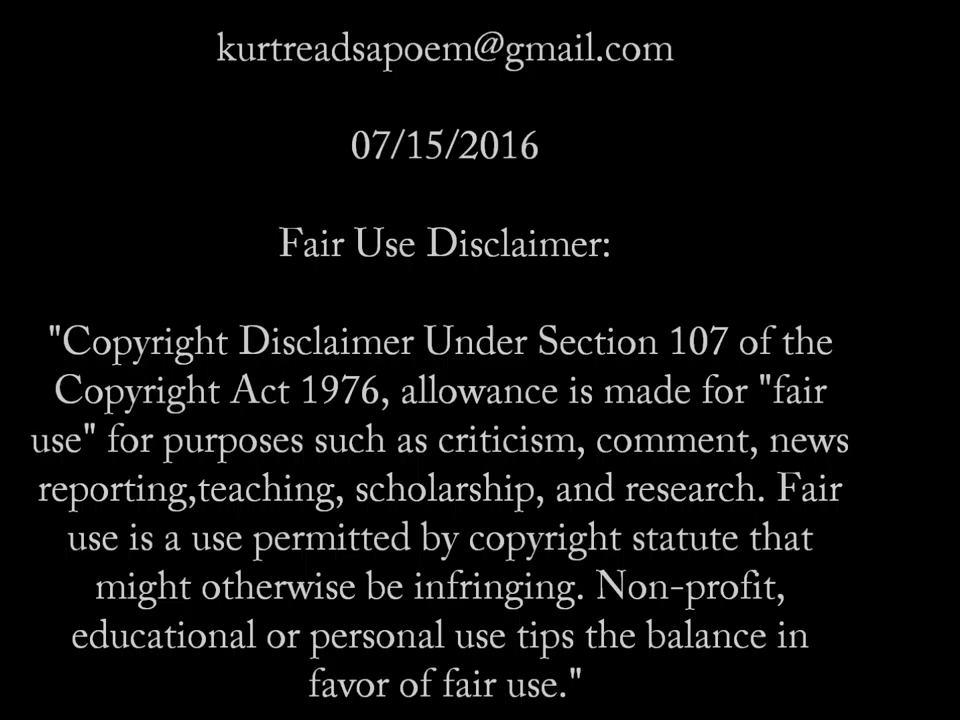 kurtreadsapoem@gmail.com
07/15/2016
Fair Use Disclaimer:
"Copyright Disclaimer Under Section 107 of the
Copyright Act 1976, allowance is made for "fair
use" for purposes such as criticism, comment, news
reporting,teaching, scholarship, and research. Fair
use is a use permitted by copyright statute that
might otherwise be infringing. Non-profit,
educational or personal use tips the balance in
favor of fair use."